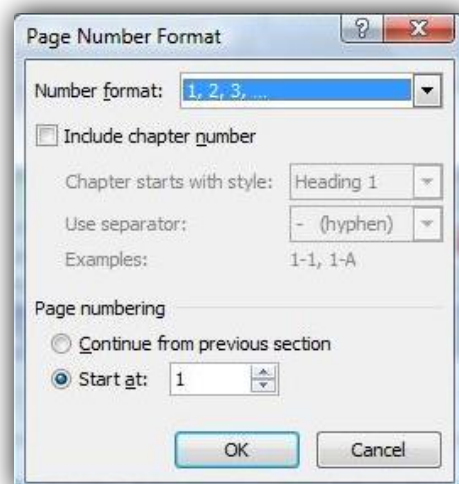 Page Number Format
Number format: 1, 2, 3, ...
Include chapter number
Chapter starts with style: Heading 1
Use separator: - (hyphen)
Examples: 1-1, 1-A
Page numbering
Continue from previous section
Start at: 1
OK Cancel